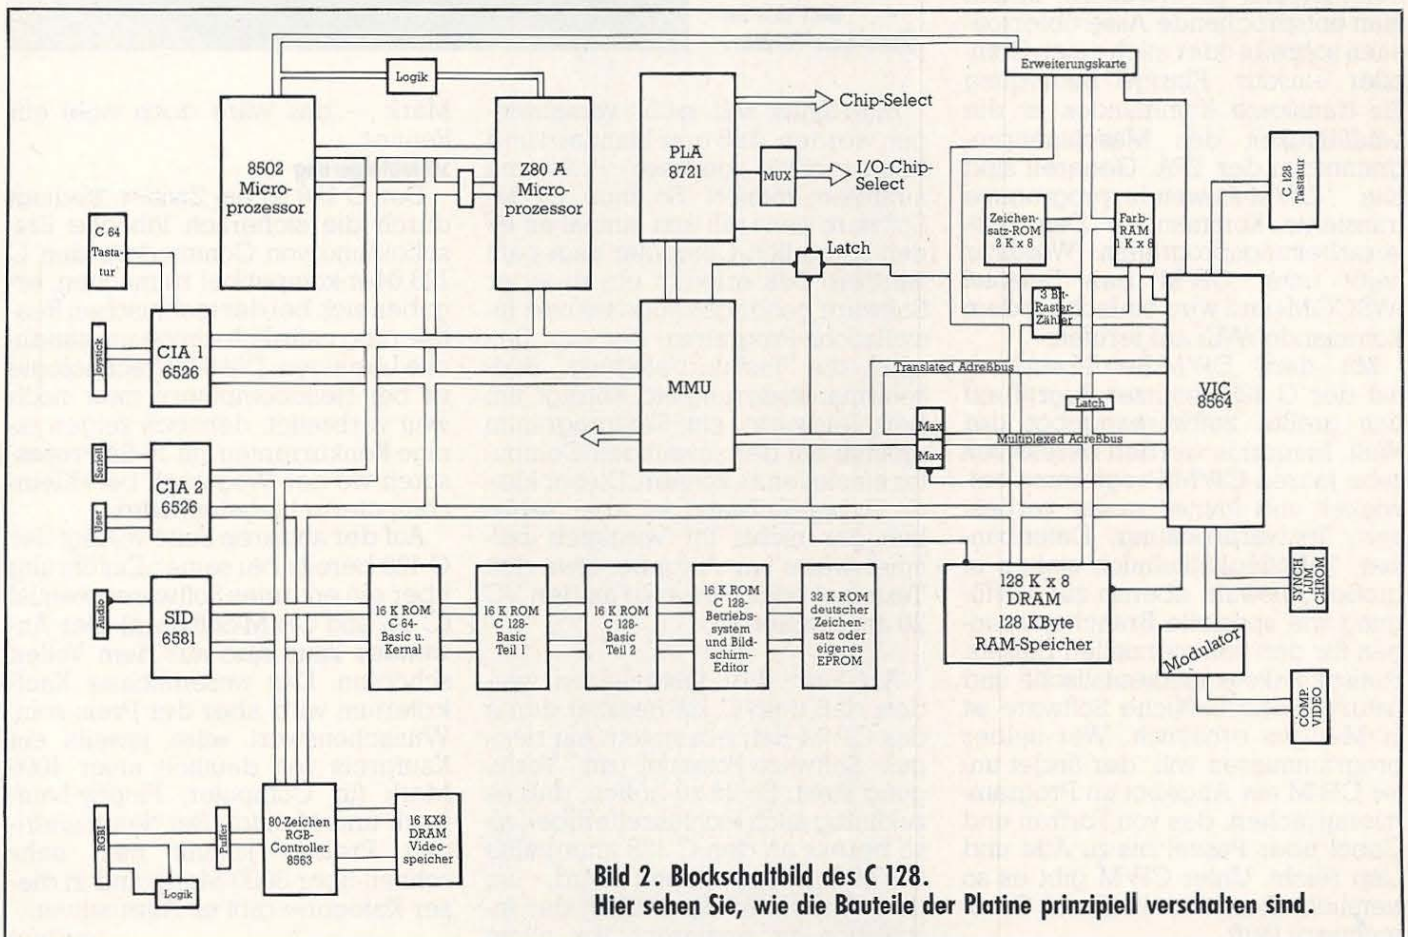 Erweiterungskarte
Logik
8502
Micro-
prozessor
Z80 A
Micro-
prozessor
PLA
8721
Chip-Select
MUX
I/O-Chip-
Select
C 128
Tastatur
C 64
Tasta-
tur
Latch
Zeichen-
satz-ROM
2 K x 8
Farb-
RAM
1 K x 8
3 Bit-
Raster-
Zähler
Joystick
CIA 1
6526
MMU
Translated Adreßbus
VIC
8564
Latch
Max
Max
Multiplexed Adreßbus
Seriell
User
CIA 2
6526
Audio
SID
6581
16 K ROM
C 64-
Basic u.
Kernal
16 K ROM
C 128-
Basic
Teil 1
16 K ROM
C 128-
Basic
Teil 2
16 K ROM
C 128-
Betriebs-
system
und Bild-
schirm-
Editor
32 K ROM
deutscher
Zeichen-
satz oder
eigenes
EPROM
128 K x 8
DRAM
128 KByte
RAM-Speicher
SYNCH
LUM
CHROM
Modulator
COMP.
VIDEO
RGBI
Puffer
80-Zeichen
RGB-
Controller
8563
16 KX8
DRAM
Video-
speicher
Logik
Bild 2. Blockschaltbild des C 128.
Hier sehen Sie, wie die Bauteile der Platine prinzipiell verschalten sind.